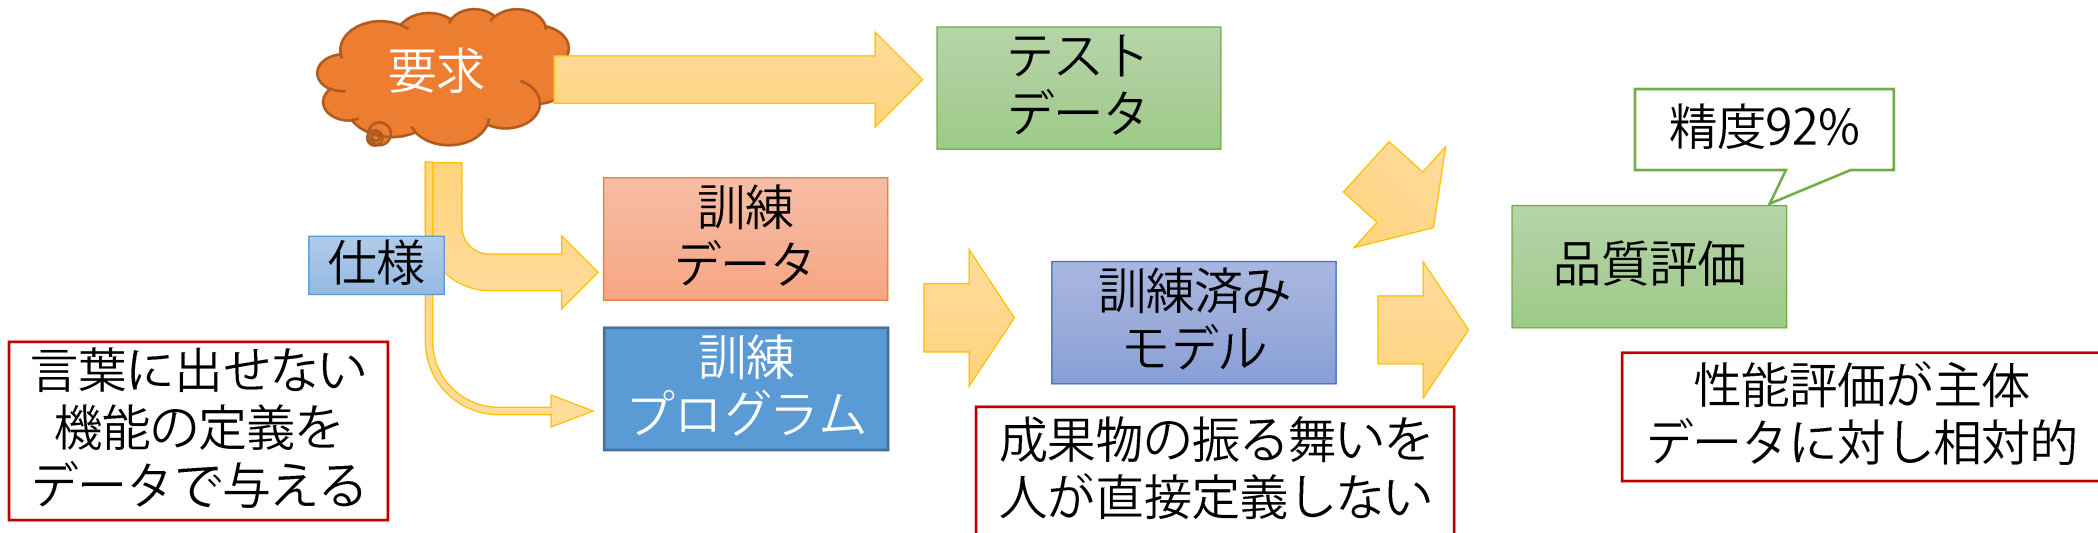 要求
テスト
データ
精度92%
訓練
データ
仕様
品質評価
訓練済み
モデル
訓練
プログラム
言葉に出せない
機能の定義を
データで与える
成果物の振る舞いを
人が直接定義しない
性能評価が主体
データに対し相対的